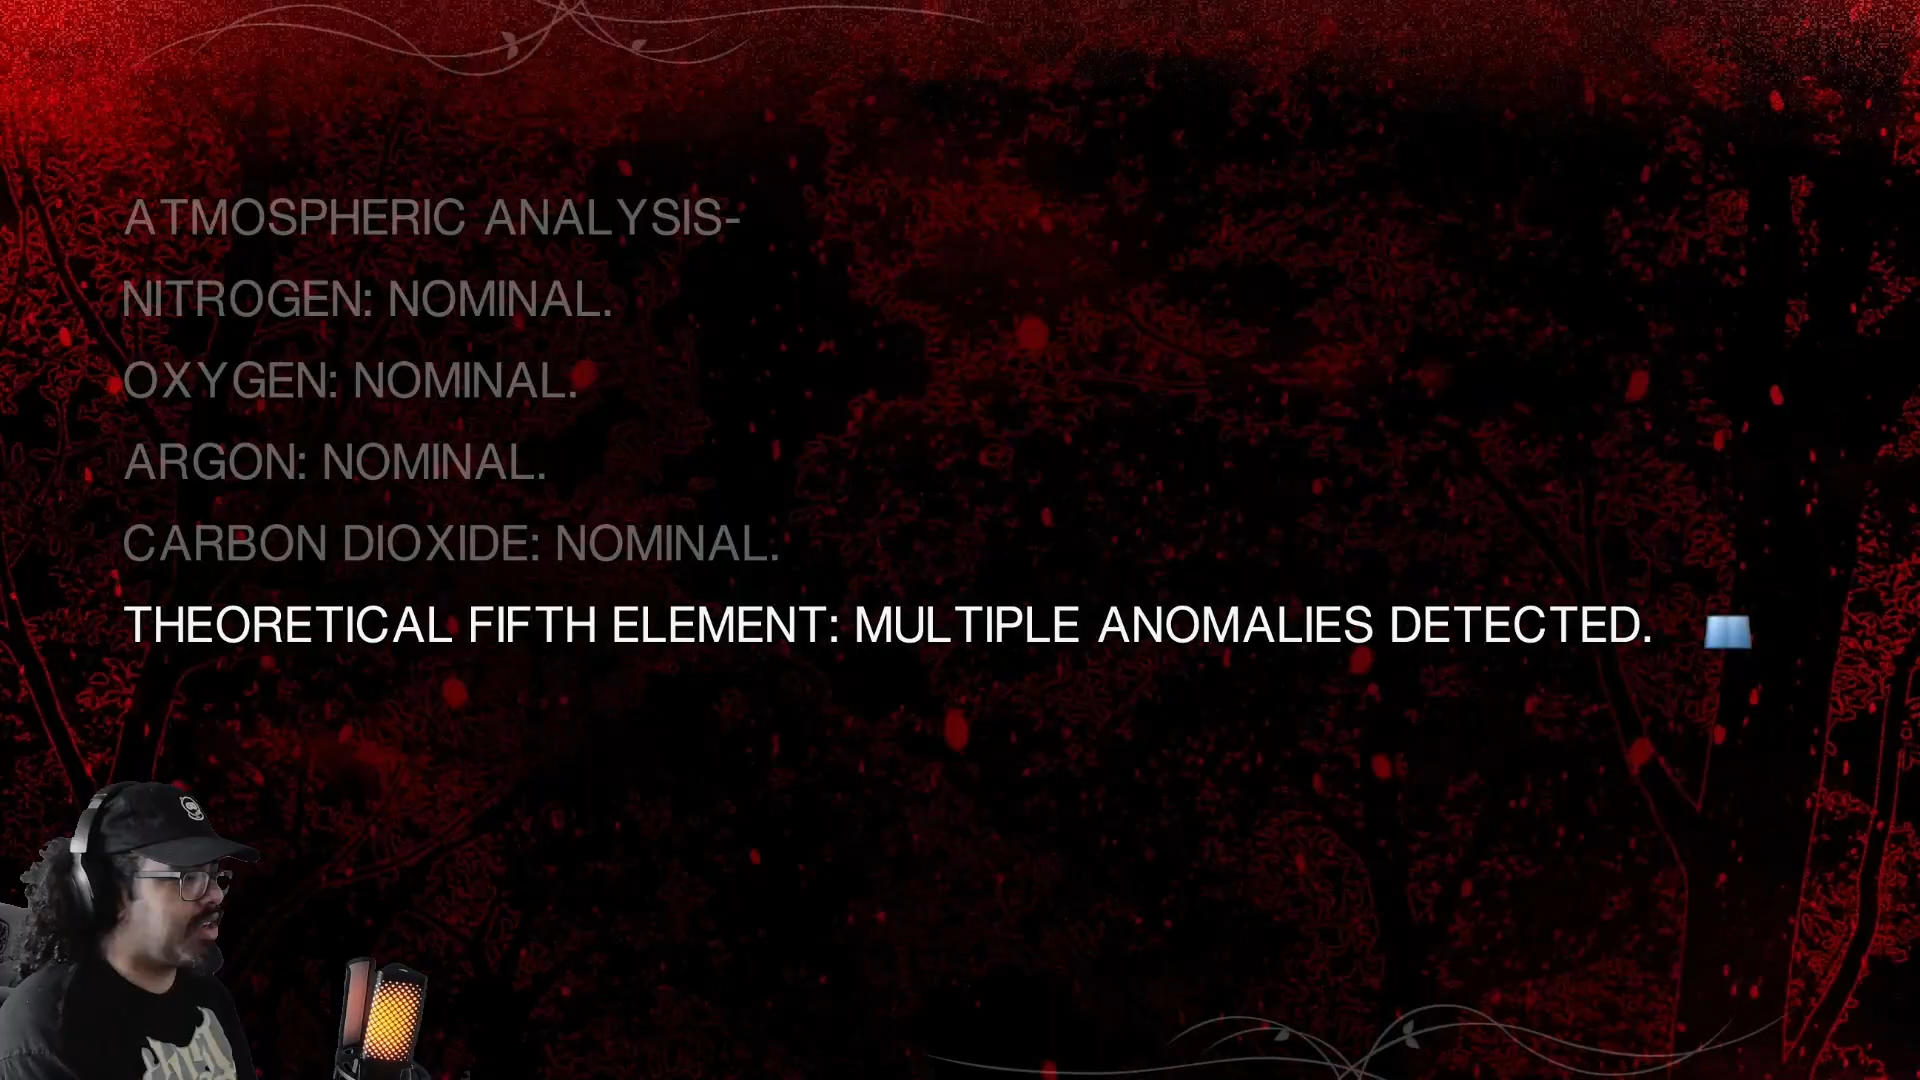 ATMOSPHERIC ANALYSIS-
NITROGEN: NOMINAL.
OXYGEN: NOMINAL.
ARGON: NOMINAL.
CARBON DIOXIDE: NOMINAL.
THEORETICAL FIFTH ELEMENT: MULTIPLE ANOMALIES DETECTED.